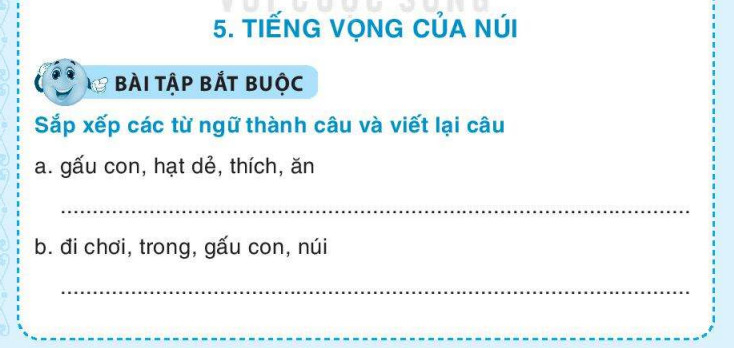 5. TIẾNG VỌNG CỦA NÚI
BÀI TẬP BẮT BUỘC
Sắp xếp các từ ngữ thành câu và viết lại câu
a. gấu con, hạt dẻ, thích, ăn
b. đi chơi, trong, gấu con, núi